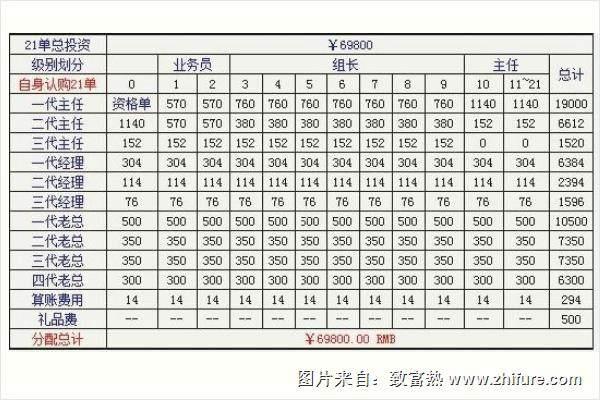 21单总投资 ￥69800
级别划分 业务员 组长 主任 总计
自身认购21单 0 1 2 3 4 5 6 7 8 9 10 11~21
一代主任 资格单 570 570 760 760 760 760 760 760 760 1140 1140 19000
二代主任 1140 570 570 380 380 380 380 380 380 380 152 152 6612
三代主任 152 152 152 152 152 152 152 152 152 152 0 0 1520
一代经理 304 304 304 304 304 304 304 304 304 304 304 304 6384
二代经理 114 114 114 114 114 114 114 114 114 114 114 114 2394
三代经理 76 76 76 76 76 76 76 76 76 76 76 76 1596
一代老总 500 500 500 500 500 500 500 500 500 500 500 500 10500
二代老总 350 350 350 350 350 350 350 350 350 350 350 350 7350
三代老总 350 350 350 350 350 350 350 350 350 350 350 350 7350
四代老总 300 300 300 300 300 300 300 300 300 300 300 300 6300
算账费用 14 14 14 14 14 14 14 14 14 14 14 14 294
礼品费 -- -- -- -- -- -- -- -- -- -- -- -- 500
分配总计 ￥69800.00 RMB
图片来自：致富热 www.zhifure.com